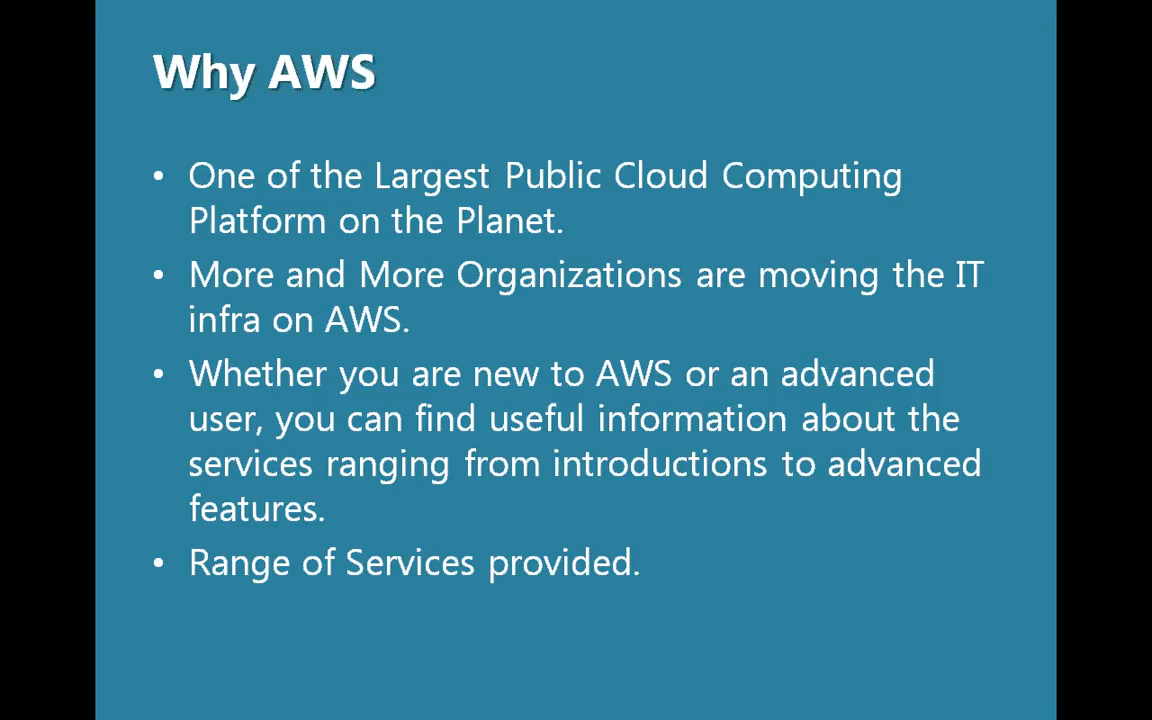 Why AWS
• One of the Largest Public Cloud Computing
Platform on the Planet.
• More and More Organizations are moving the IT
infra on AWS.
• Whether you are new to AWS or an advanced
user, you can find useful information about the
services ranging from introductions to advanced
features.
• Range of Services provided.